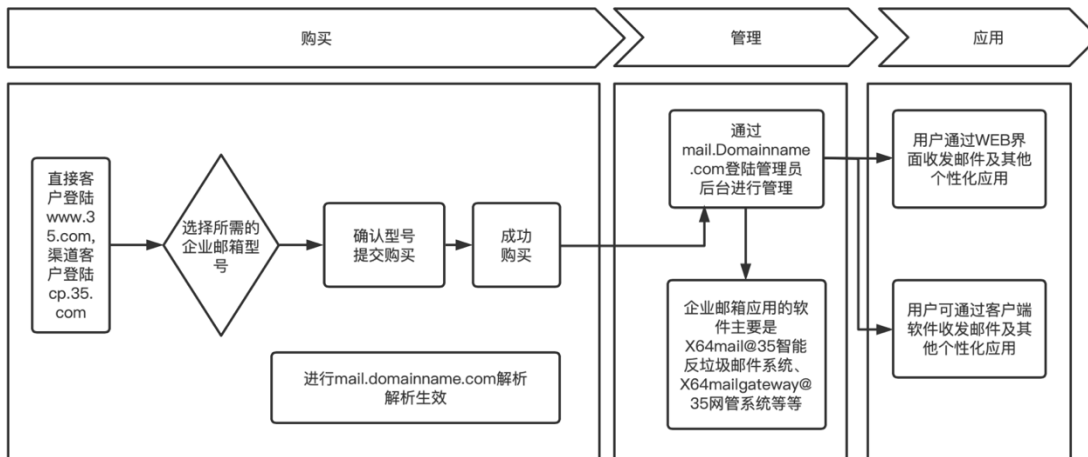 购买
管理
应用
直接客
户登陆
www.3
5.com,
渠道客
户登陆
cp.35.
com
选择所需的
企业邮箱型
号
确认型号
提交购买
成功
购买
进行mail.domainname.com解析
解析生效
通过
mail.Domainname
.com登陆管理员
后台进行管理
企业邮箱应用的软
件主要是
X64mail@35智能
反垃圾邮件系统、
X64mailgateway@
35网管系统等等
用户通过WEB界
面收发邮件及其他
个性化应用
用户可通过客户端
软件收发邮件及其
他个性化应用